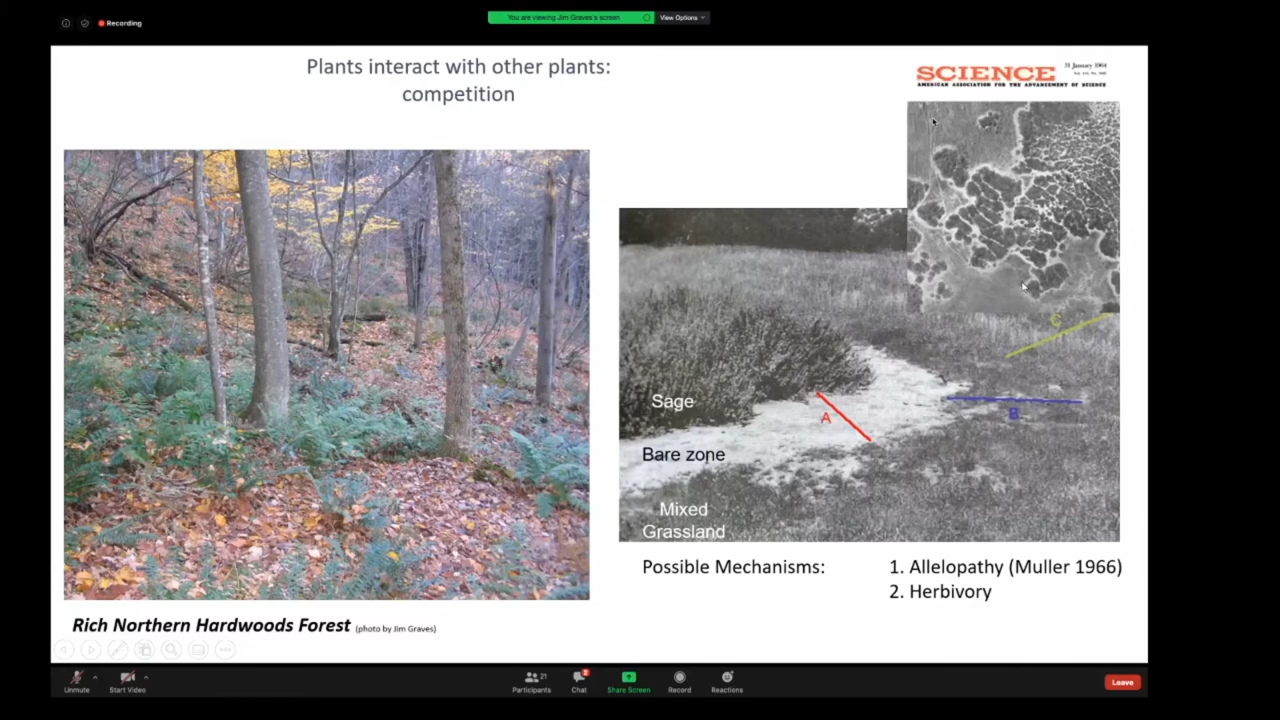 Recording
You are viewing Jim Graves's screen
View Options
Plants interact with other plants:
competition
SCIENCE
31 January 1964
AMERICAN ASSOCIATION FOR THE ADVANCEMENT OF SCIENCE
C
Sage
A
B
Bare zone
Mixed
Grassland
Possible Mechanisms:
1. Allelopathy (Muller 1966)
2. Herbivory
Rich Northern Hardwoods Forest (photo by Jim Graves)
Unmute
Start Video
21
Participants
2
Chat
Share Screen
Record
Reactions
Leave